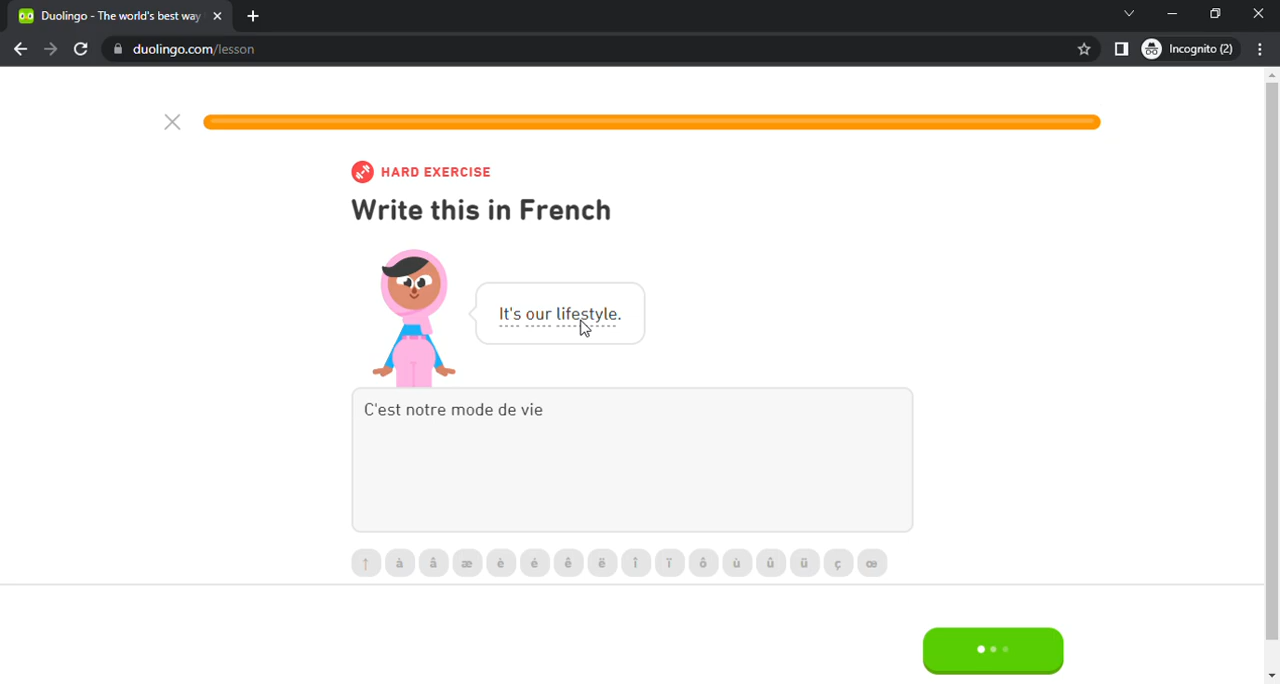 Duolingo - The world's best way
duolingo.com/lesson
Incognito (2)
HARD EXERCISE
Write this in French
It's our lifestyle.
C'est notre mode de vie
↑ à â æ è é ê ë î ï ô ù û ü ç œ